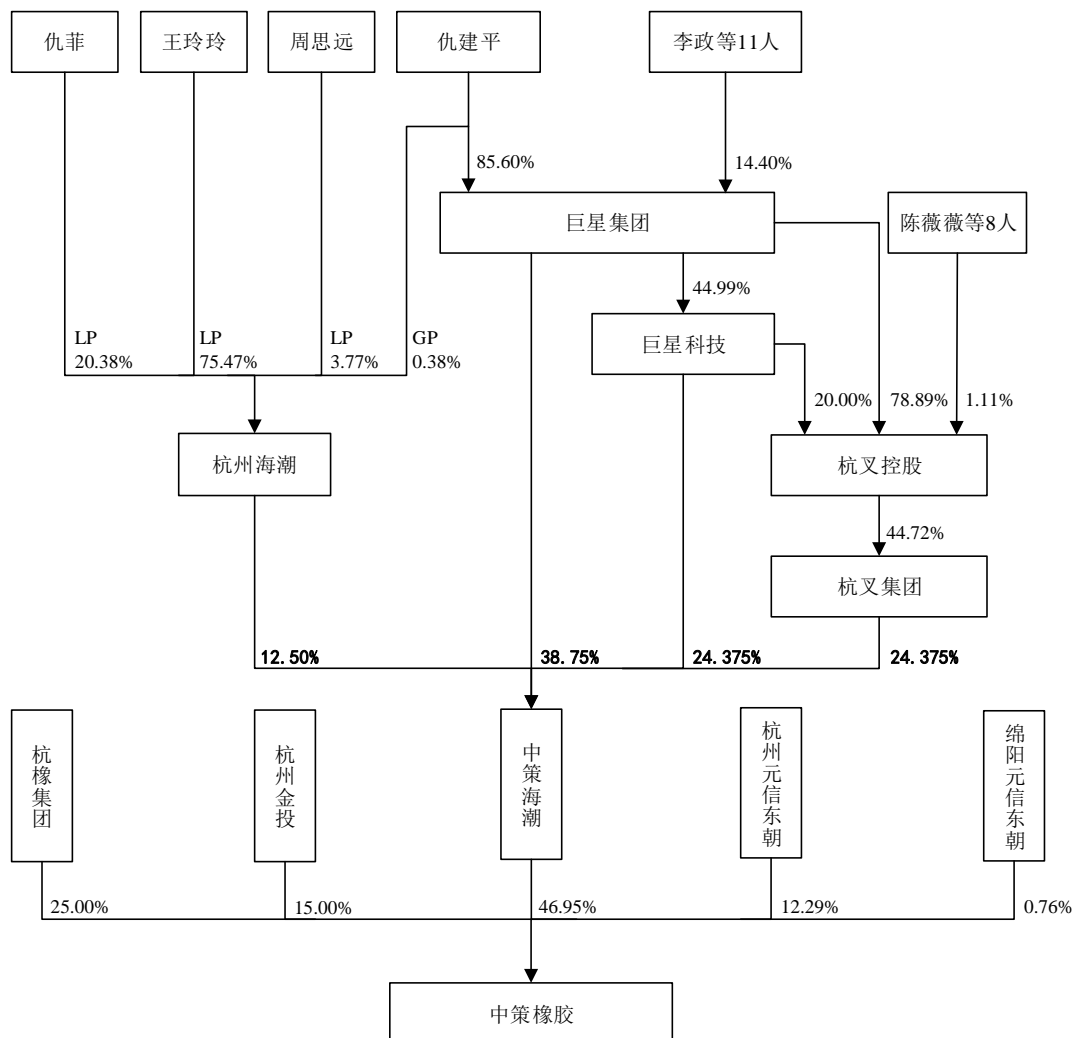 仇菲
王玲玲
周思远
仇建平
李政等11人
85.60%
14.40%
巨星集团
陈薇薇等8人
44.99%
巨星科技
LP
20.38%
LP
75.47%
LP
3.77%
GP
0.38%
20.00%
78.89%
1.11%
杭州海潮
杭叉控股
44.72%
杭叉集团
12.50%
38.75%
24.375%
24.375%
杭橡集团
杭州金投
中策海潮
杭州元信东朝
绵阳元信东朝
25.00%
15.00%
46.95%
12.29%
0.76%
中策橡胶